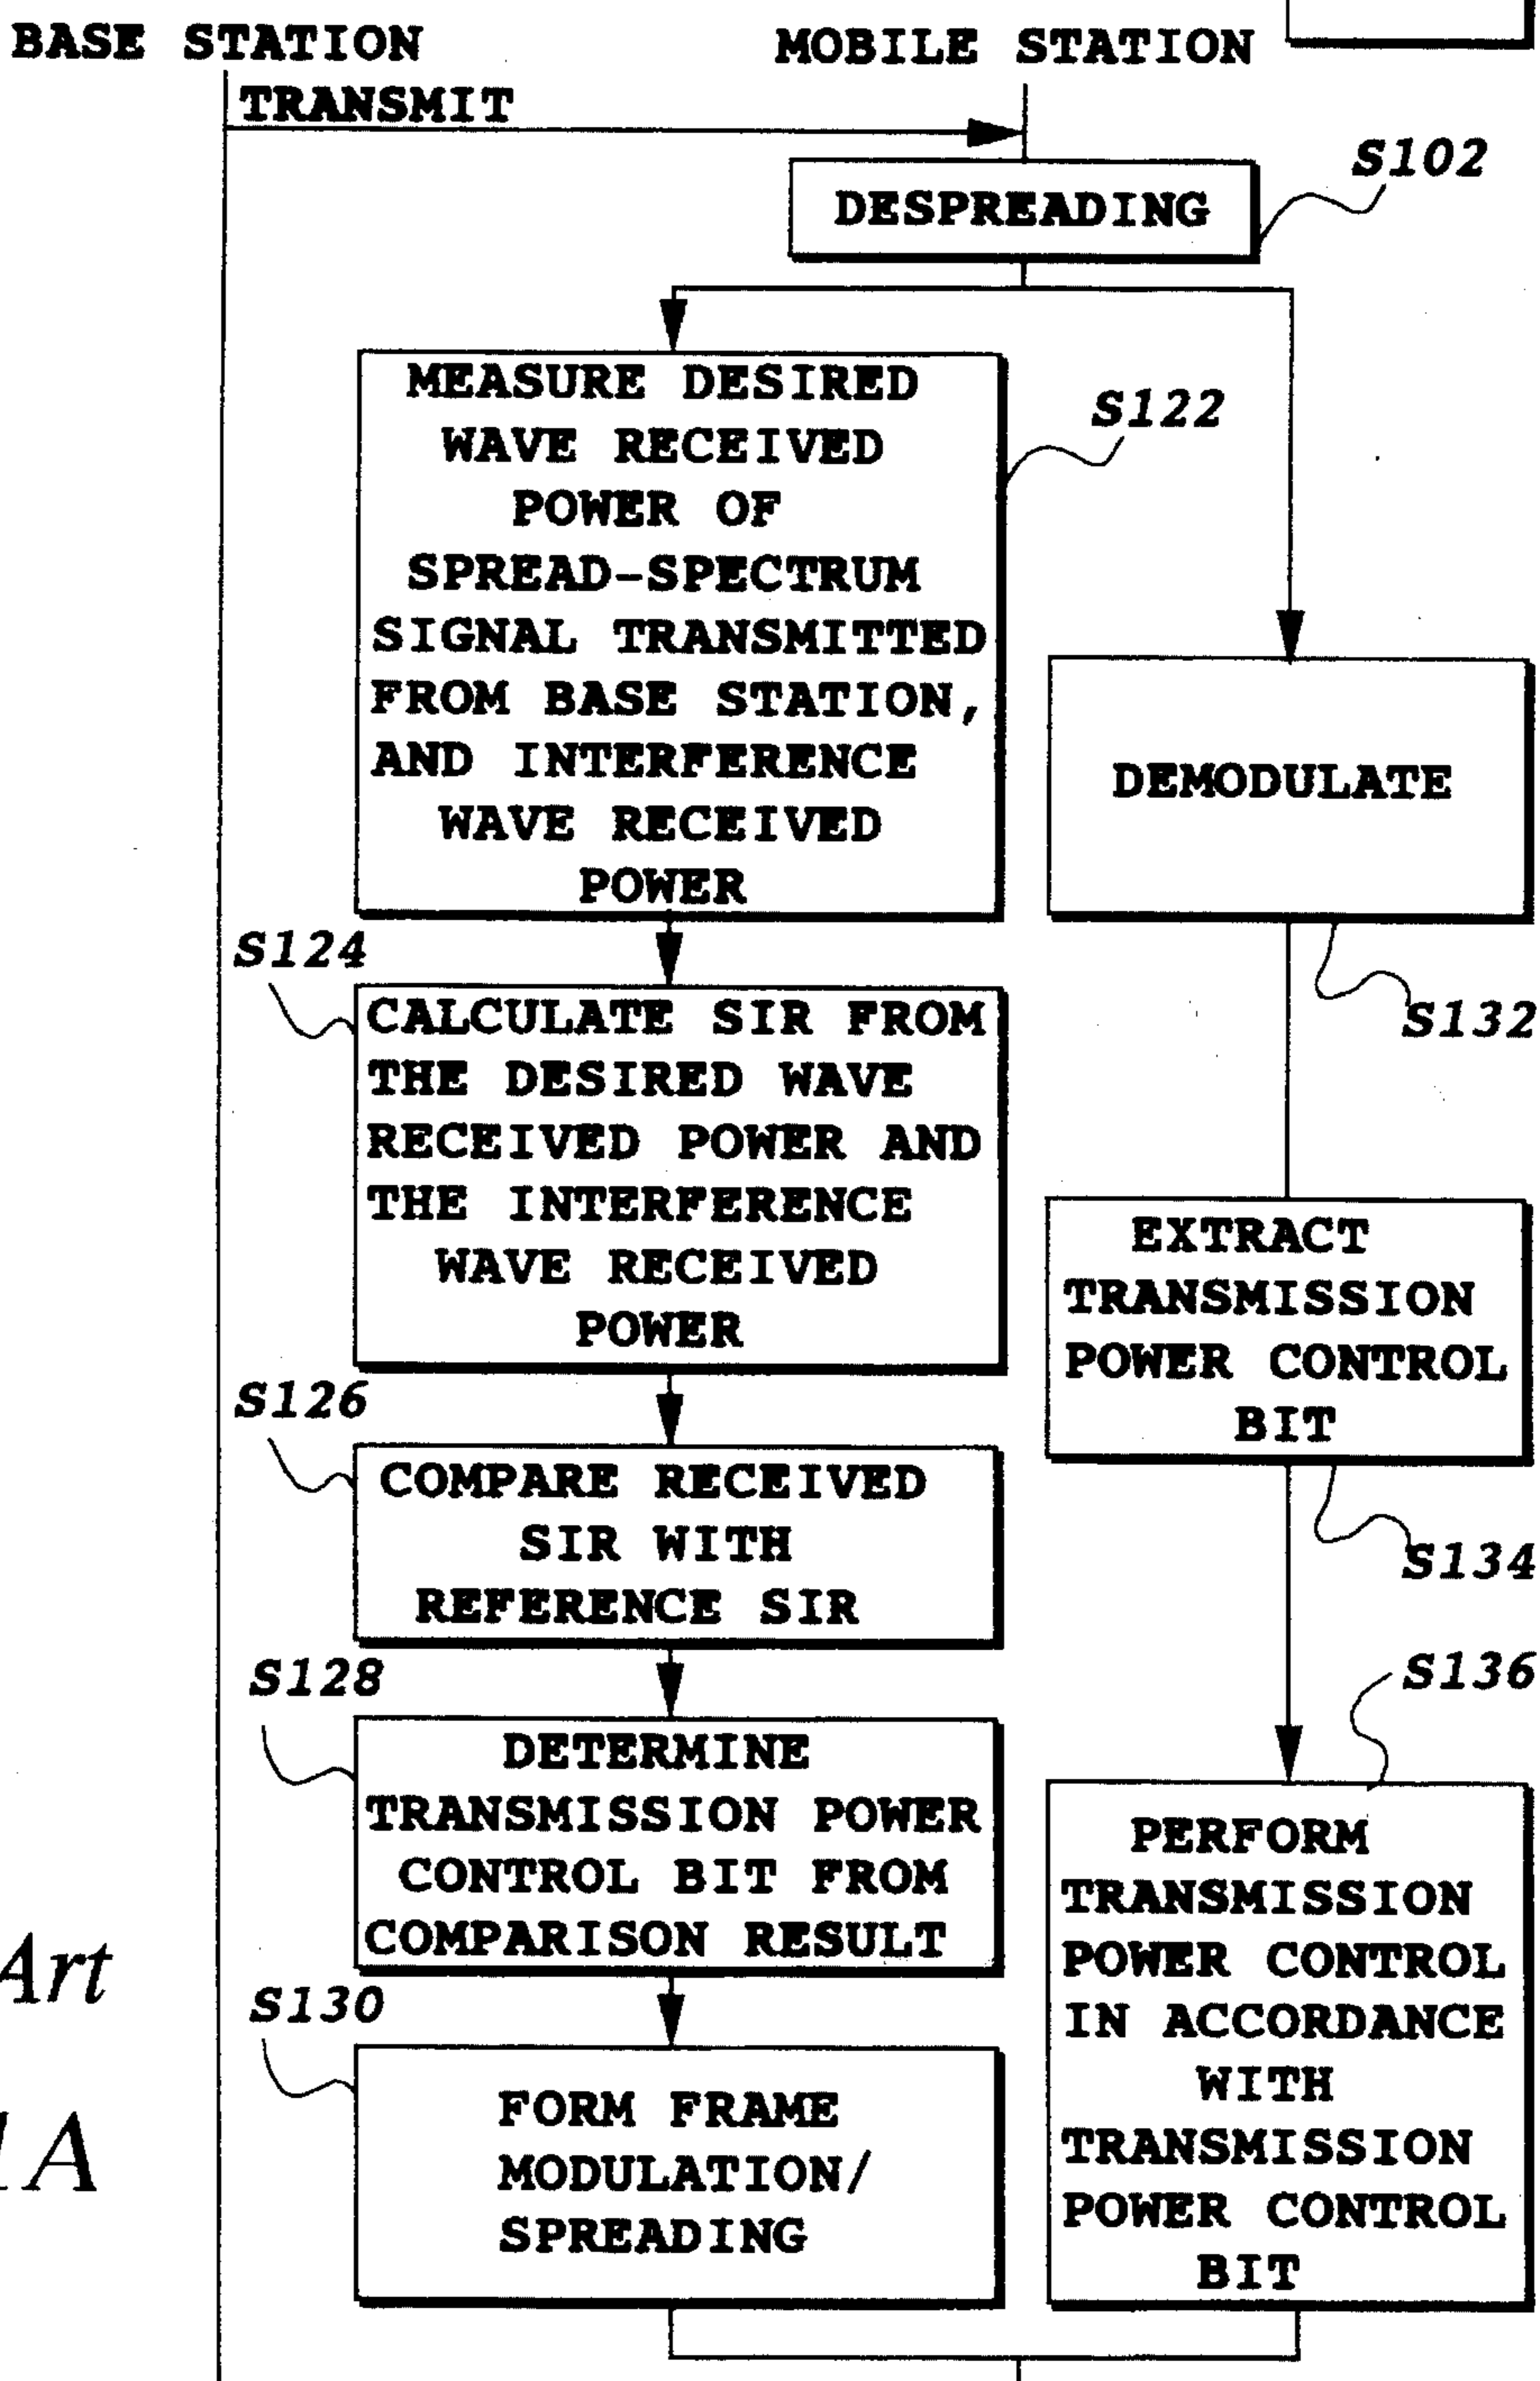 BASE STATION
MOBILE STATION
TRANSMIT
S102
DESPREADING
MEASURE DESIRED
WAVE RECEIVED
POWER OF
SPREAD-SPECTRUM
SIGNAL TRANSMITTED
FROM BASE STATION,
AND INTERFERENCE
WAVE RECEIVED
POWER
S122
DEMODULATE
S132
S124
CALCULATE SIR FROM
THE DESIRED WAVE
RECEIVED POWER AND
THE INTERFERENCE
WAVE RECEIVED
POWER
EXTRACT
TRANSMISSION
POWER CONTROL
BIT
S134
S126
COMPARE RECEIVED
SIR WITH
REFERENCE SIR
S128
DETERMINE
TRANSMISSION POWER
CONTROL BIT FROM
COMPARISON RESULT
S136
PERFORM
TRANSMISSION
POWER CONTROL
IN ACCORDANCE
WITH
TRANSMISSION
POWER CONTROL
BIT
S130
FORM FRAME
MODULATION/
SPREADING
Art
1A